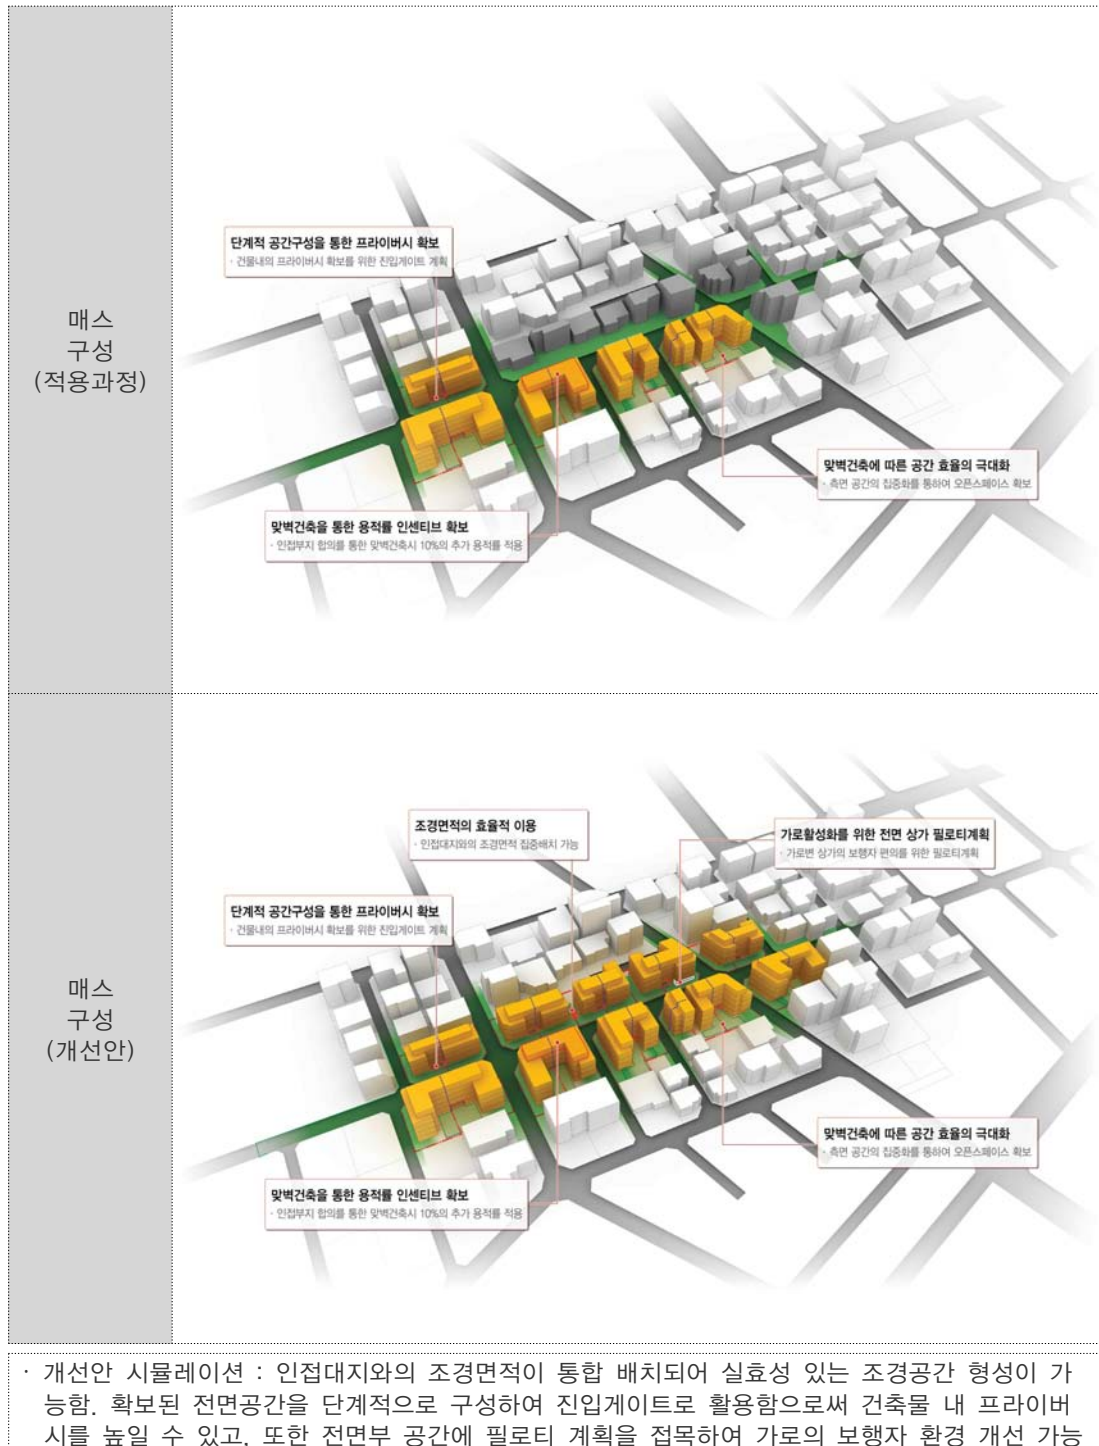 매스
구성
(적용과정)
단계적 공간구성을 통한 프라이버시 확보
· 건물내의 프라이버시 확보를 위한 진입게이트 계획
맞벽건축에 따른 공간 효율의 극대화
· 측면 공간의 집중화를 통하여 오픈스페이스 확보
맞벽건축을 통한 용적률 인센티브 확보
· 인접부지 합의를 통한 맞벽건축시 10%의 추가 용적률 적용
매스
구성
(개선안)
조경면적의 효율적 이용
· 인접대지와의 조경면적 집중배치 가능
가로활성화를 위한 전면 상가 필로티계획
· 가로변 상가의 보행자 편의를 위한 필로티계획
단계적 공간구성을 통한 프라이버시 확보
· 건물내의 프라이버시 확보를 위한 진입게이트 계획
맞벽건축에 따른 공간 효율의 극대화
· 측면 공간의 집중화를 통하여 오픈스페이스 확보
맞벽건축을 통한 용적률 인센티브 확보
· 인접부지 합의를 통한 맞벽건축시 10%의 추가 용적률 적용
· 개선안 시뮬레이션 : 인접대지와의 조경면적이 통합 배치되어 실효성 있는 조경공간 형성이 가
능함. 확보된 전면공간을 단계적으로 구성하여 진입게이트로 활용함으로써 건축물 내 프라이버
시를 높일 수 있고, 또한 전면부 공간에 필로티 계획을 접목하여 가로의 보행자 환경 개선 가능